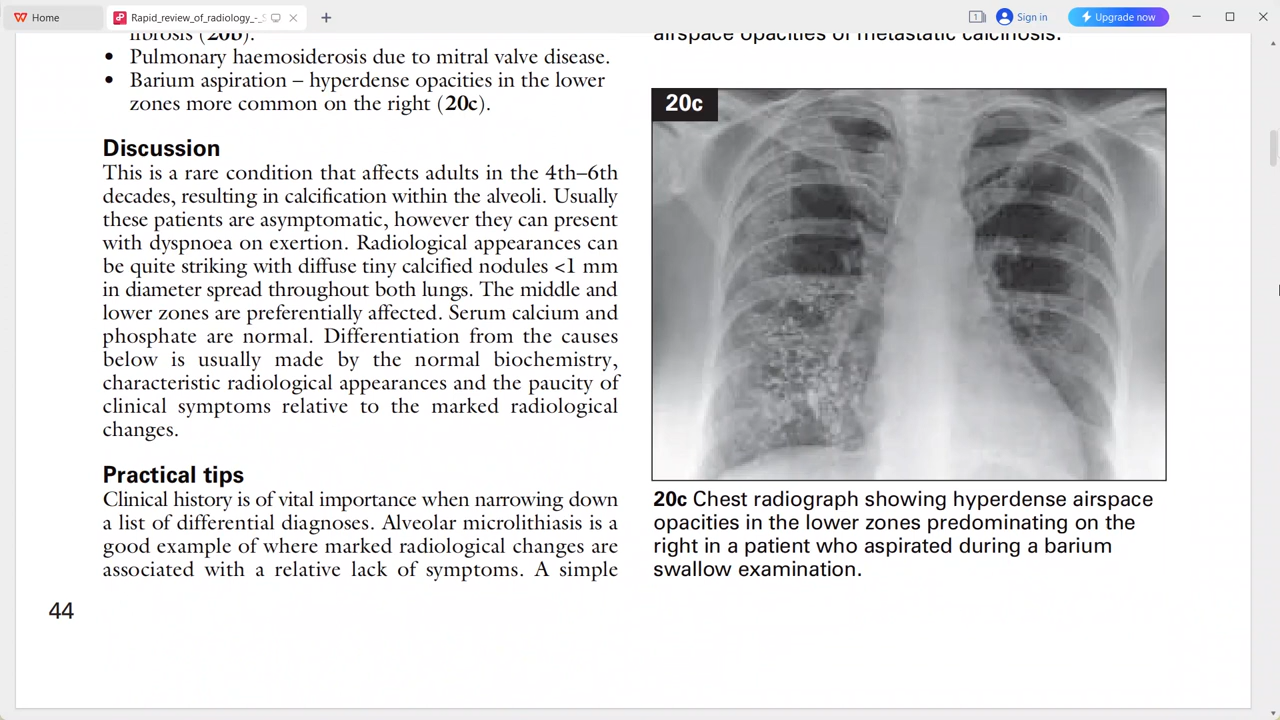 Home
Rapid_review_of_radiology_-_S
1
Sign in
Upgrade now
fibrosis (20b).
• Pulmonary haemosiderosis due to mitral valve disease.
• Barium aspiration – hyperdense opacities in the lower
zones more common on the right (20c).
Discussion
This is a rare condition that affects adults in the 4th–6th
decades, resulting in calcification within the alveoli. Usually
these patients are asymptomatic, however they can present
with dyspnoea on exertion. Radiological appearances can
be quite striking with diffuse tiny calcified nodules <1 mm
in diameter spread throughout both lungs. The middle and
lower zones are preferentially affected. Serum calcium and
phosphate are normal. Differentiation from the causes
below is usually made by the normal biochemistry,
characteristic radiological appearances and the paucity of
clinical symptoms relative to the marked radiological
changes.
Practical tips
Clinical history is of vital importance when narrowing down
a list of differential diagnoses. Alveolar microlithiasis is a
good example of where marked radiological changes are
associated with a relative lack of symptoms. A simple
44
airspace opacities of metastatic calcinosis.
20c
20c Chest radiograph showing hyperdense airspace
opacities in the lower zones predominating on the
right in a patient who aspirated during a barium
swallow examination.